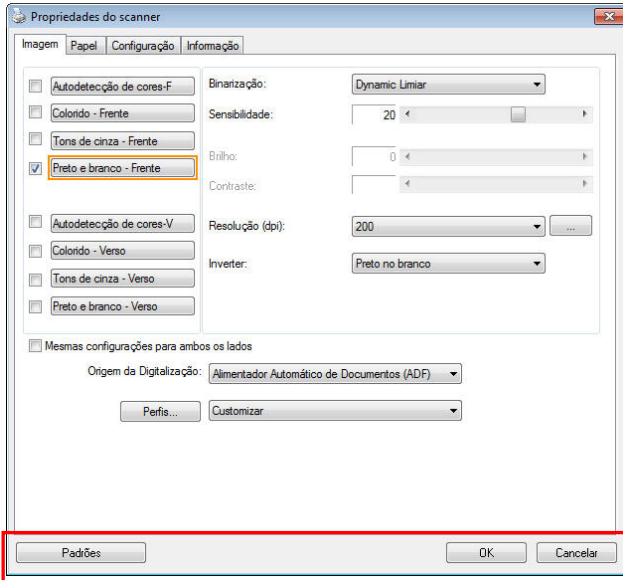 Propriedades do scanner
Imagem Papel Configuração Informação
Autodetecção de cores-F
Colorido - Frente
Tons de cinza - Frente
Preto e branco - Frente
Autodetecção de cores-V
Colorido - Verso
Tons de cinza - Verso
Preto e branco - Verso
Binarização: Dynamic Limiar
Sensibilidade: 20
Brilho: 0
Contraste:
Resolução (dpi): 200 ...
Inverter: Preto no branco
Mesmas configurações para ambos os lados
Origem da Digitalização: Alimentador Automático de Documentos (ADF)
Perfis... Customizar
Padrões OK Cancelar